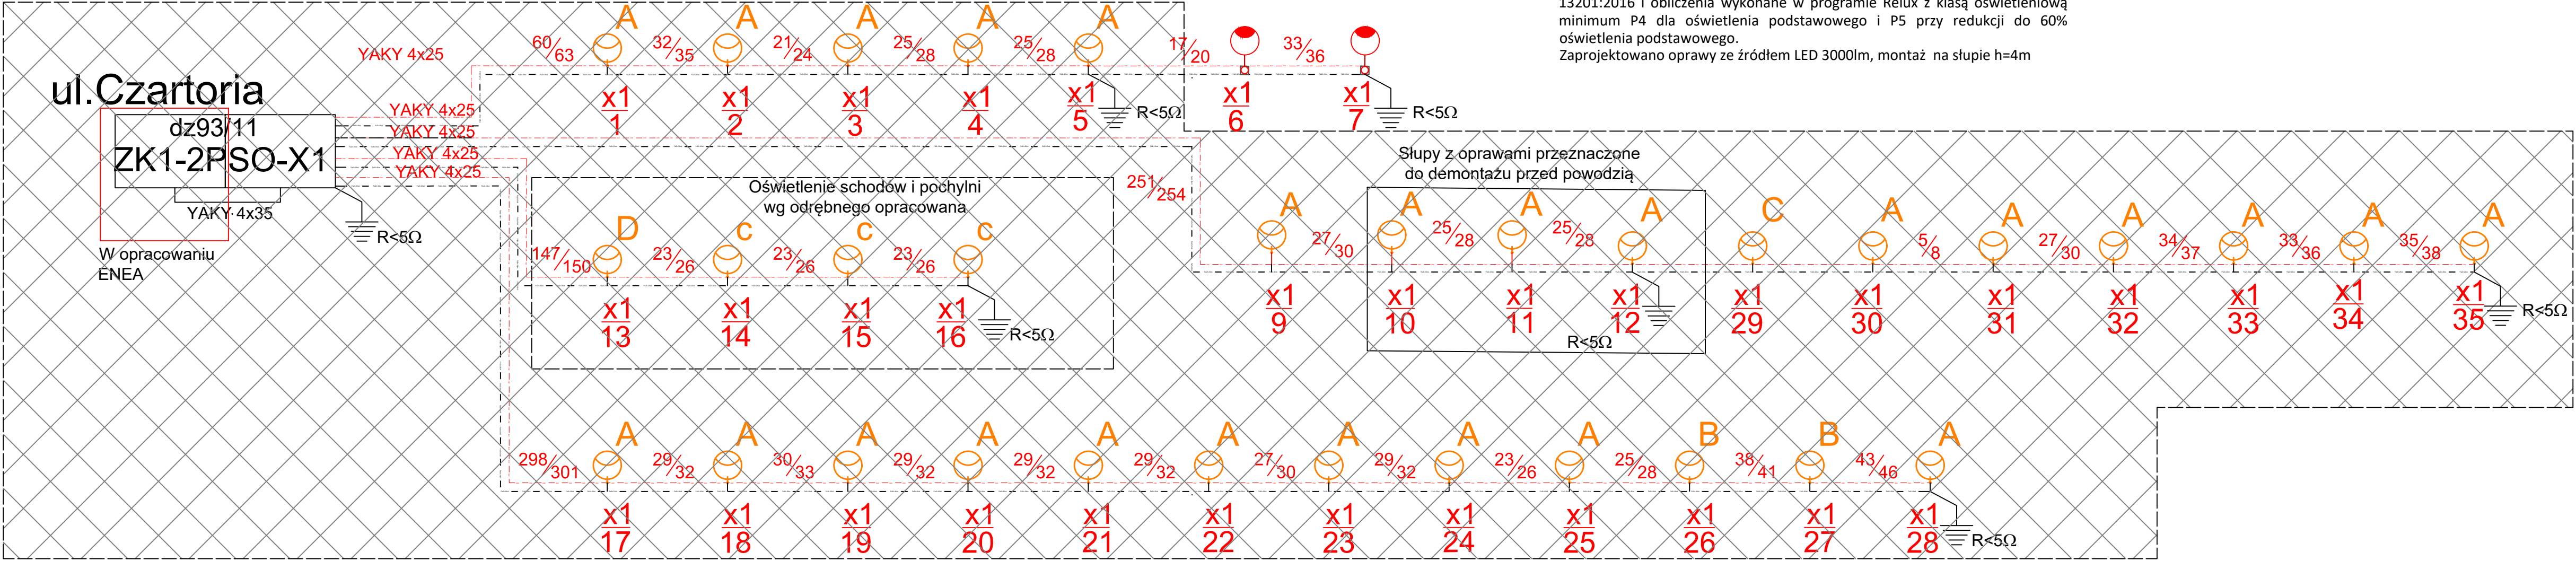 13201:2016 i obliczenia wykonane w programie Relux z klasą oświetleniową
minimum P4 dla oświetlenia podstawowego i P5 przy redukcji do 60%
oświetlenia podstawowego.
Zaprojektowano oprawy ze źródłem LED 3000lm, montaż na słupie h=4m
A A A A A
YAKY 4x25
60/63 32/35 21/24 25/28 25/28 17/20 33/36
x1/1 x1/2 x1/3 x1/4 x1/5 x1/6 x1/7
R<5Ω R<5Ω
ul.Czartoria
dz93/11
ZK1-2PSO-X1
YAKY 4x25
YAKY 4x25
YAKY 4x25
YAKY 4x25
YAKY 4x35
R<5Ω
W opracowaniu
ENEA
Oświetlenie schodów i pochylni
wg odrębnego opracowana
D c c c
147/150 23/26 23/26 23/26
x1/13 x1/14 x1/15 x1/16
R<5Ω
Słupy z oprawami przeznaczone
do demontażu przed powodzią
251/254
A A A A C A A A A A A
27/30 25/28 25/28 5/8 27/30 34/37 33/36 35/38
x1/9 x1/10 x1/11 x1/12 x1/29 x1/30 x1/31 x1/32 x1/33 x1/34 x1/35
R<5Ω
R<5Ω
A A A A A A A A A B B A
298/301 29/32 30/33 29/32 29/32 29/32 27/30 29/32 23/26 25/28 38/41 43/46
x1/17 x1/18 x1/19 x1/20 x1/21 x1/22 x1/23 x1/24 x1/25 x1/26 x1/27 x1/28
R<5Ω